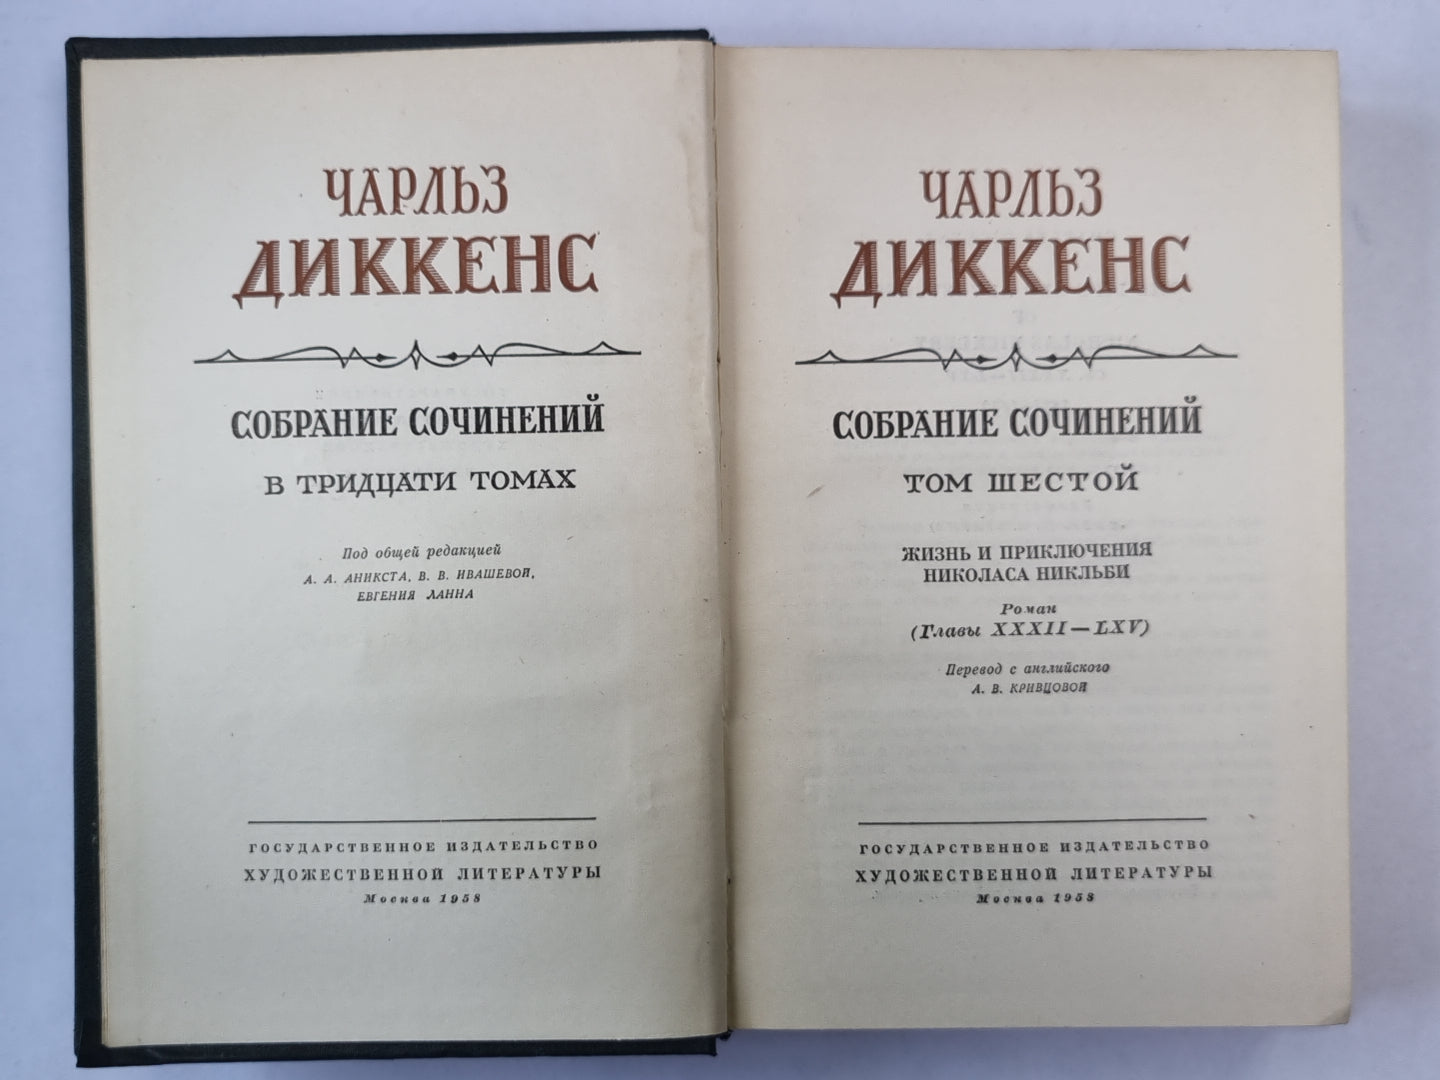 ЧАРЛЬЗ
ДИККЕНС
СОБРАНИЕ СОЧИНЕНИЙ
В ТРИДЦАТИ ТОМАХ
Под общей редакцией
А. А. АНИКСТА, В. В. ИВАШЕВОЙ,
ЕВГЕНИЯ ЛАННА
ГОСУДАРСТВЕННОЕ ИЗДАТЕЛЬСТВО
ХУДОЖЕСТВЕННОЙ ЛИТЕРАТУРЫ
Москва 1958
ЧАРЛЬЗ
ДИККЕНС
СОБРАНИЕ СОЧИНЕНИЙ
ТОМ ШЕСТОЙ
ЖИЗНЬ И ПРИКЛЮЧЕНИЯ
НИКОЛАСА НИКЛЬБИ
Роман
(Главы XXXII—LXV)
Перевод с английского
А. В. КРИВЦОВОЙ
ГОСУДАРСТВЕННОЕ ИЗДАТЕЛЬСТВО
ХУДОЖЕСТВЕННОЙ ЛИТЕРАТУРЫ
Москва 1958